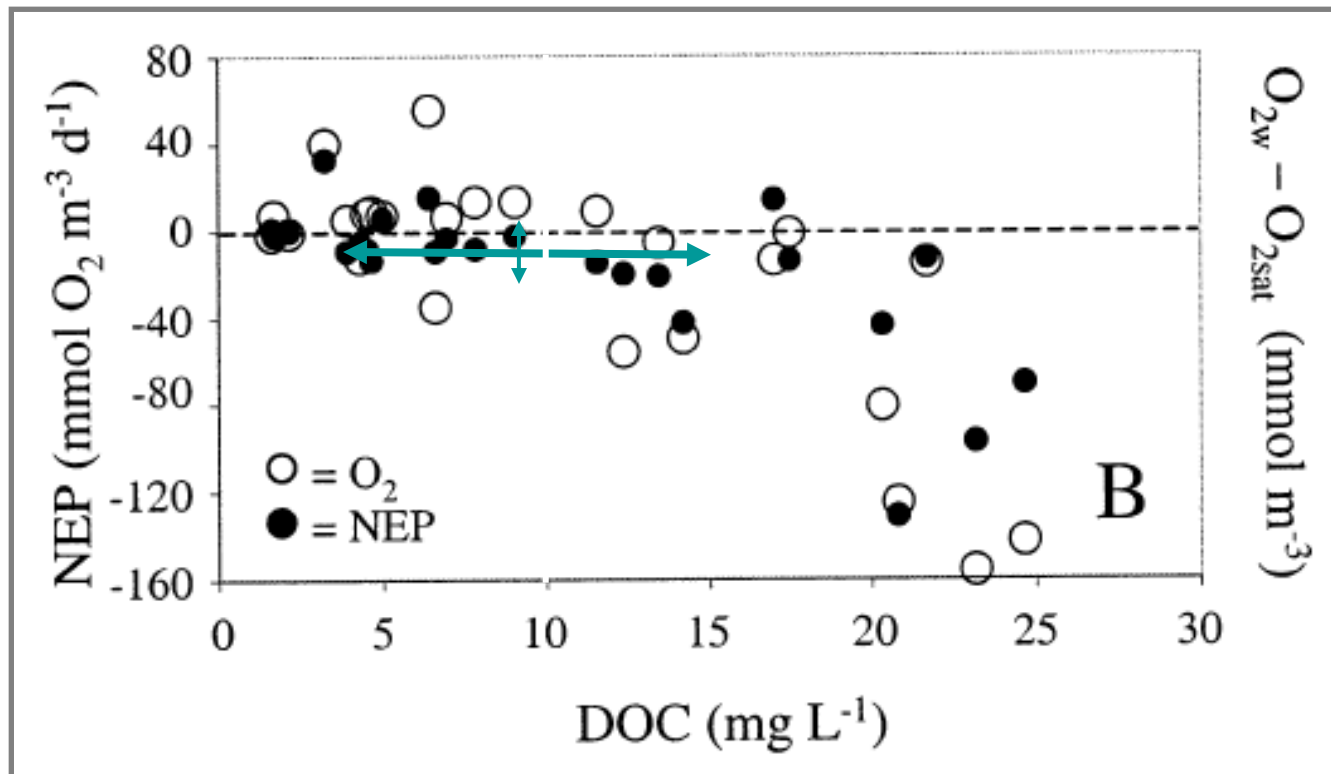 NEP (mmol O₂ m⁻³ d⁻¹)
80
40
0
-40
-80
-120
-160
= O₂
= NEP
B
0 5 10 15 20 25 30
DOC (mg L⁻¹)
O₂w – O₂sat (mmol m⁻³)